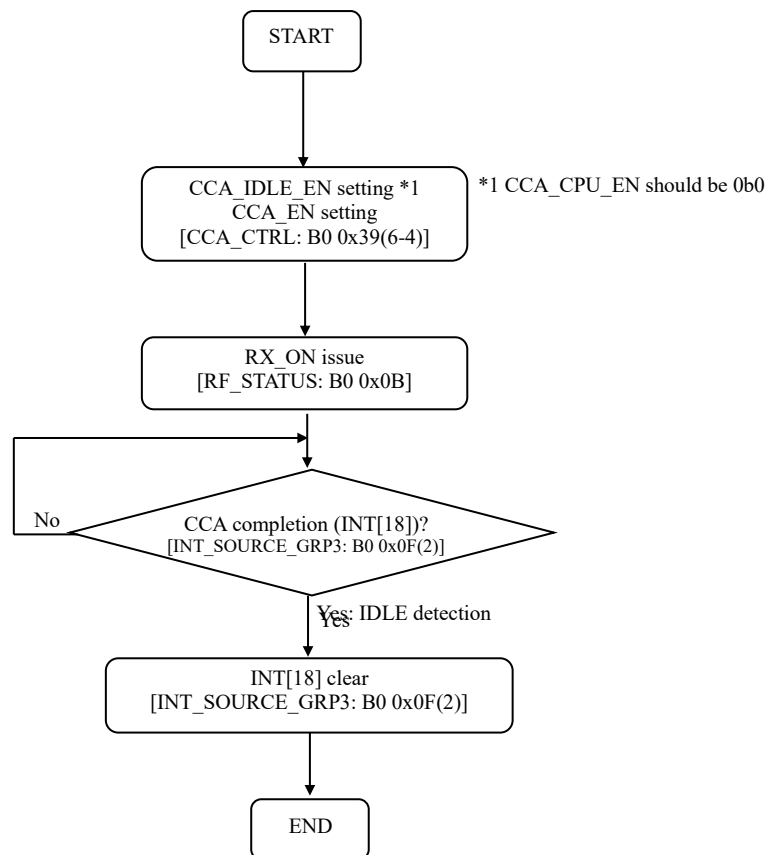 START
CCA_IDLE_EN setting *1
CCA_EN setting
[CCA_CTRL: B0 0x39(6-4)]
*1 CCA_CPU_EN should be 0b0
RX_ON issue
[RF_STATUS: B0 0x0B]
No
CCA completion (INT[18])?
[INT_SOURCE_GRP3: B0 0x0F(2)]
Yes: IDLE detection
Yes
INT[18] clear
[INT_SOURCE_GRP3: B0 0x0F(2)]
END